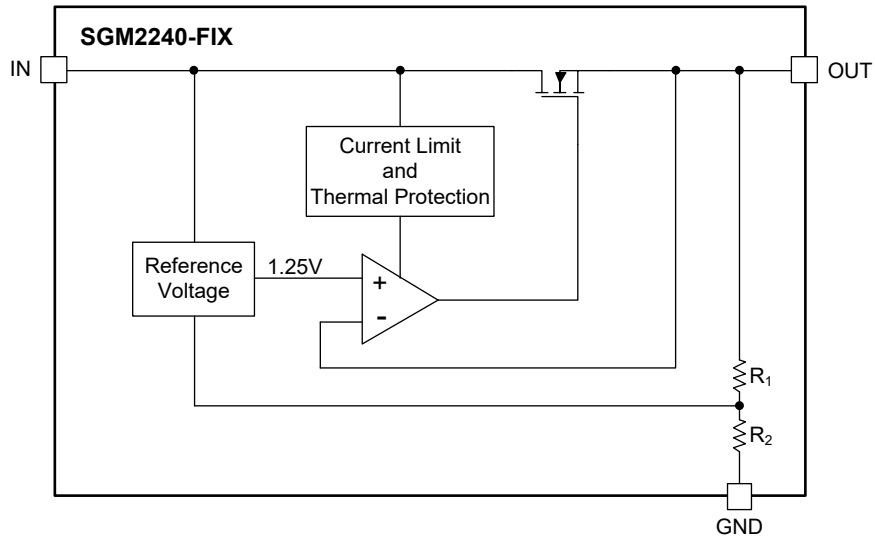 SGM2240-FIX
IN
OUT
Current Limit
and
Thermal Protection
Reference
Voltage
1.25V
+
-
R₁
R₂
GND